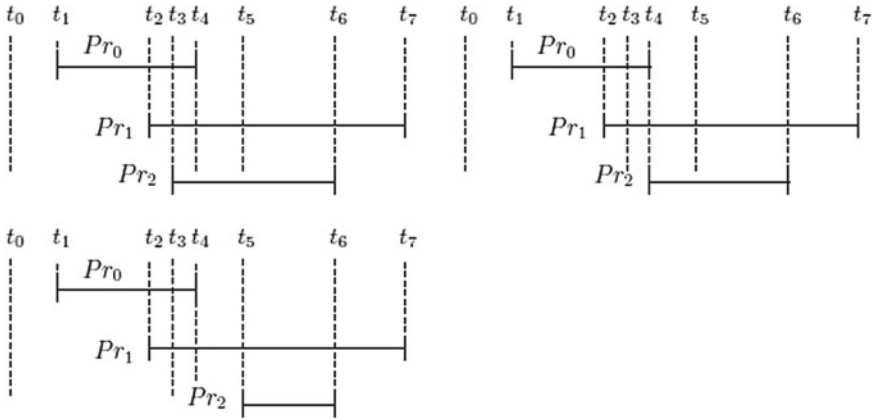 t₀ t₁ t₂ t₃ t₄ t₅ t₆ t₇
Pr₀
Pr₁
Pr₂
t₀ t₁ t₂ t₃ t₄ t₅ t₆ t₇
Pr₀
Pr₁
Pr₂
t₀ t₁ t₂ t₃ t₄ t₅ t₆ t₇
Pr₀
Pr₁
Pr₂